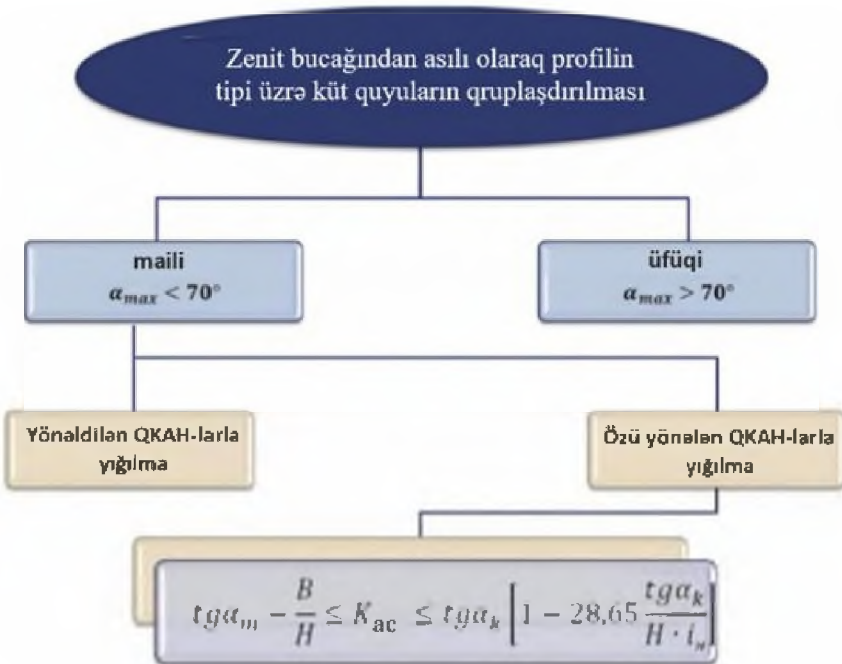 Zenit bucağından asılı olaraq profilin
tipi üzrə küt quyuların qruplaşdırılması
maili
α_max < 70°
üfüqi
α_max > 70°
Yönəldilən QKAH-larla
yığılma
Özü yönələn QKAH-larla
yığılma
tgα_m − B/H ≤ K_ac ≤ tgα_k [1 − 28,65 tgα_k / (H · i_н)]